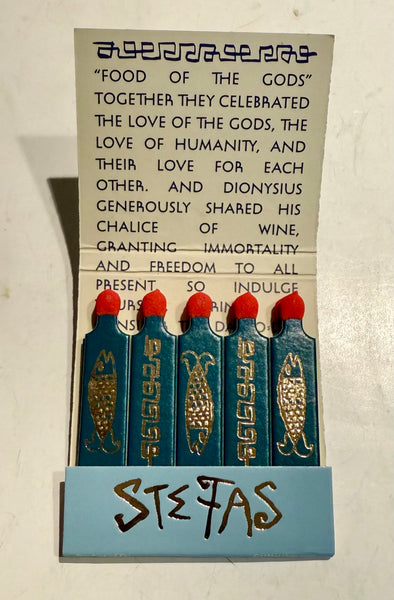 "FOOD OF THE GODS"
TOGETHER THEY CELEBRATED
THE LOVE OF THE GODS, THE
LOVE OF HUMANITY, AND
THEIR LOVE FOR EACH
OTHER. AND DIONYSIUS
GENEROUSLY SHARED HIS
CHALICE OF WINE,
GRANTING IMMORTALITY
AND FREEDOM TO ALL
PRESENT, SO INDULGE
STEFAS